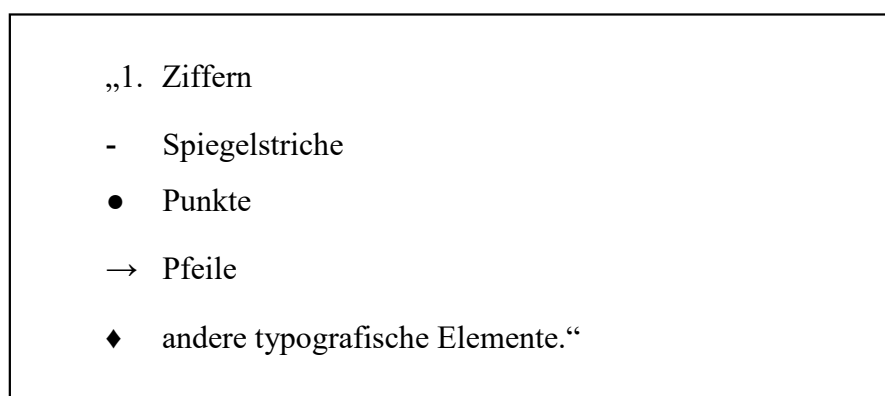 „1. Ziffern
- Spiegelstriche
● Punkte
→ Pfeile
♦ andere typografische Elemente.“